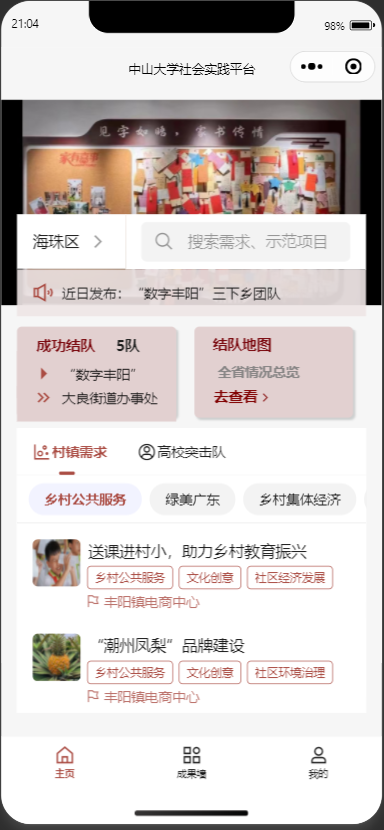 21:04
98%
中山大学社会实践平台
见字如晤，家书传情
家有喜事
海珠区
搜索需求、示范项目
近日发布：“数字丰阳”三下乡团队
成功结队 5队
“数字丰阳”
大良街道办事处
结队地图
全省情况总览
去查看
村镇需求
高校突击队
乡村公共服务
绿美广东
乡村集体经济
送课进村小，助力乡村教育振兴
乡村公共服务
文化创意
社区经济发展
丰阳镇电商中心
“潮州凤梨”品牌建设
乡村公共服务
文化创意
社区环境治理
丰阳镇电商中心
主页
成果墙
我的